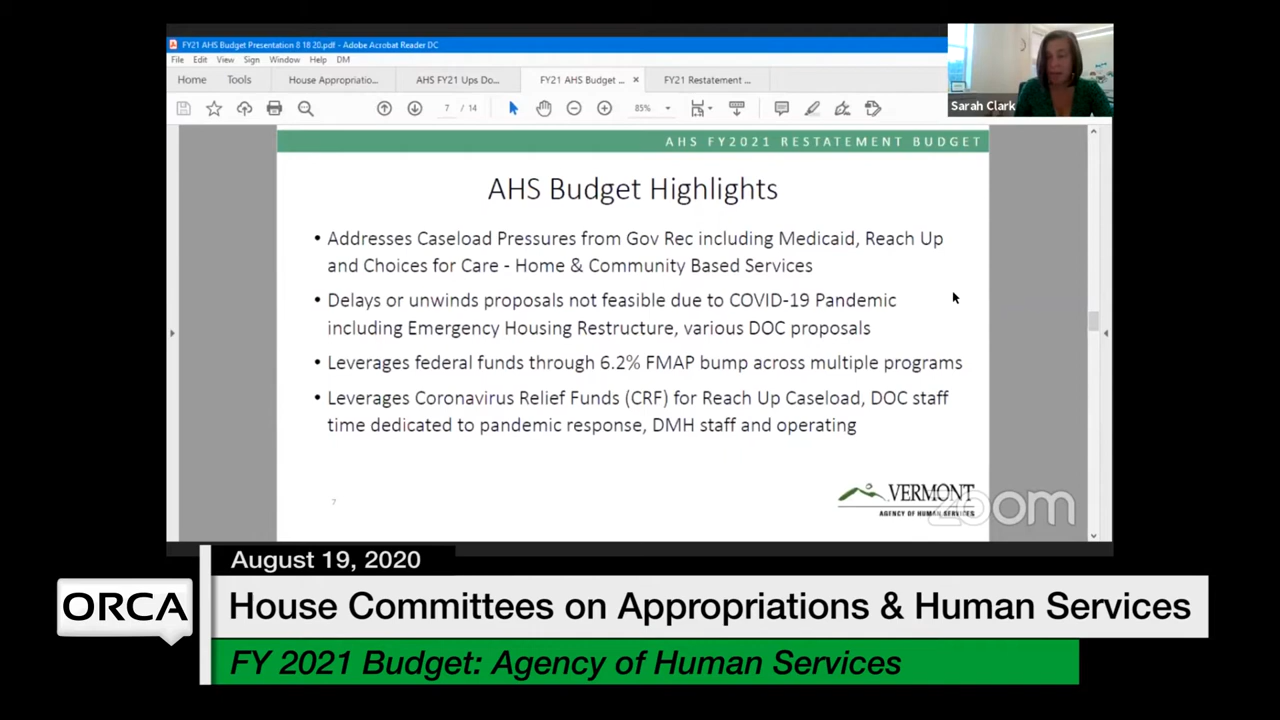 FY21 AHS Budget Presentation 8 18 20.pdf - Adobe Acrobat Reader DC
File Edit View Sign Window Help DM
Home Tools House Appropriatio... AHS FY21 Ups Do... FY21 AHS Budget ... × FY21 Restatement ...
7 / 14 85%
Sarah Clark
AHS FY2021 RESTATEMENT BUDGET
AHS Budget Highlights
• Addresses Caseload Pressures from Gov Rec including Medicaid, Reach Up
and Choices for Care - Home & Community Based Services
• Delays or unwinds proposals not feasible due to COVID-19 Pandemic
including Emergency Housing Restructure, various DOC proposals
• Leverages federal funds through 6.2% FMAP bump across multiple programs
• Leverages Coronavirus Relief Funds (CRF) for Reach Up Caseload, DOC staff
time dedicated to pandemic response, DMH staff and operating
7
VERMONT
AGENCY OF HUMAN SERVICES
zoom
August 19, 2020
ORCA
House Committees on Appropriations & Human Services
FY 2021 Budget: Agency of Human Services